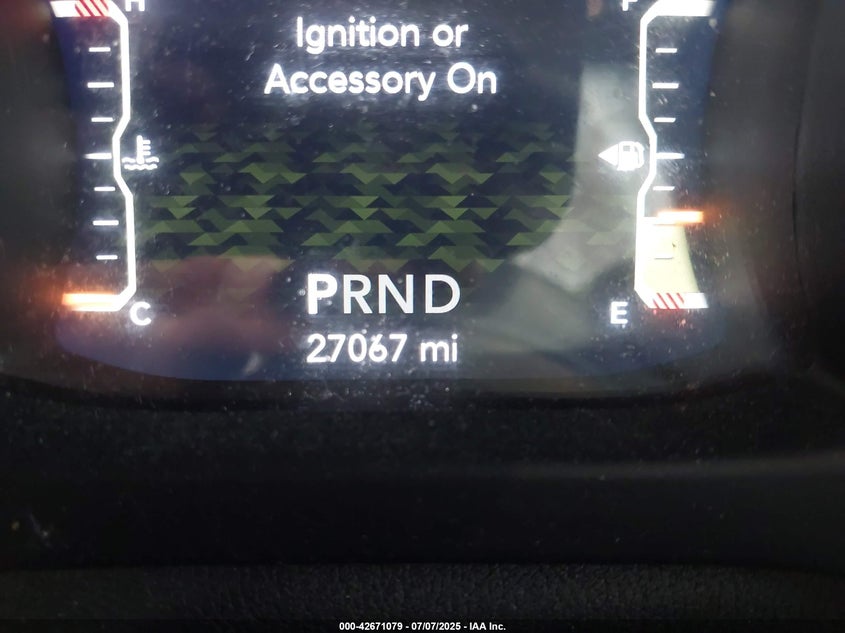 H
F
Ignition or
Accessory On
PRND
C
E
27067 mi
000-42671079 - 07/07/2025 - IAA Inc.